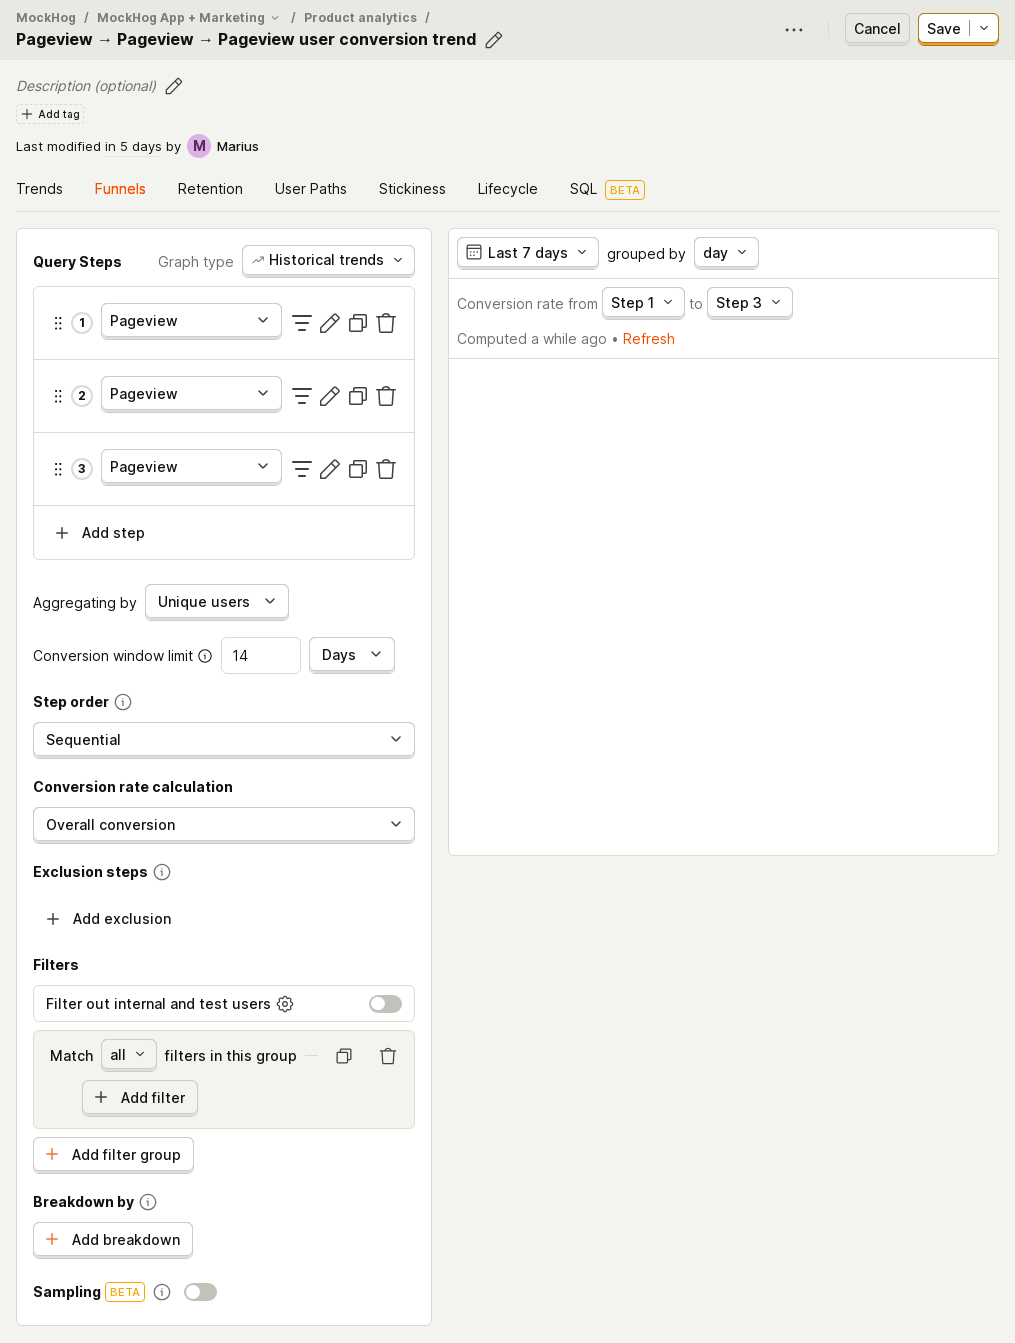 MockHog / MockHog App + Marketing / Product analytics /
Pageview → Pageview → Pageview user conversion trend
Cancel
Save
Description (optional)
Add tag
Last modified in 5 days by M Marius
Trends Funnels Retention User Paths Stickiness Lifecycle SQL BETA
Query Steps Graph type Historical trends
1 Pageview
2 Pageview
3 Pageview
Add step
Aggregating by Unique users
Conversion window limit 14 Days
Step order
Sequential
Conversion rate calculation
Overall conversion
Exclusion steps
Add exclusion
Filters
Filter out internal and test users
Match all filters in this group
Add filter
Add filter group
Breakdown by
Add breakdown
Sampling BETA
Last 7 days grouped by day
Conversion rate from Step 1 to Step 3
Computed a while ago • Refresh